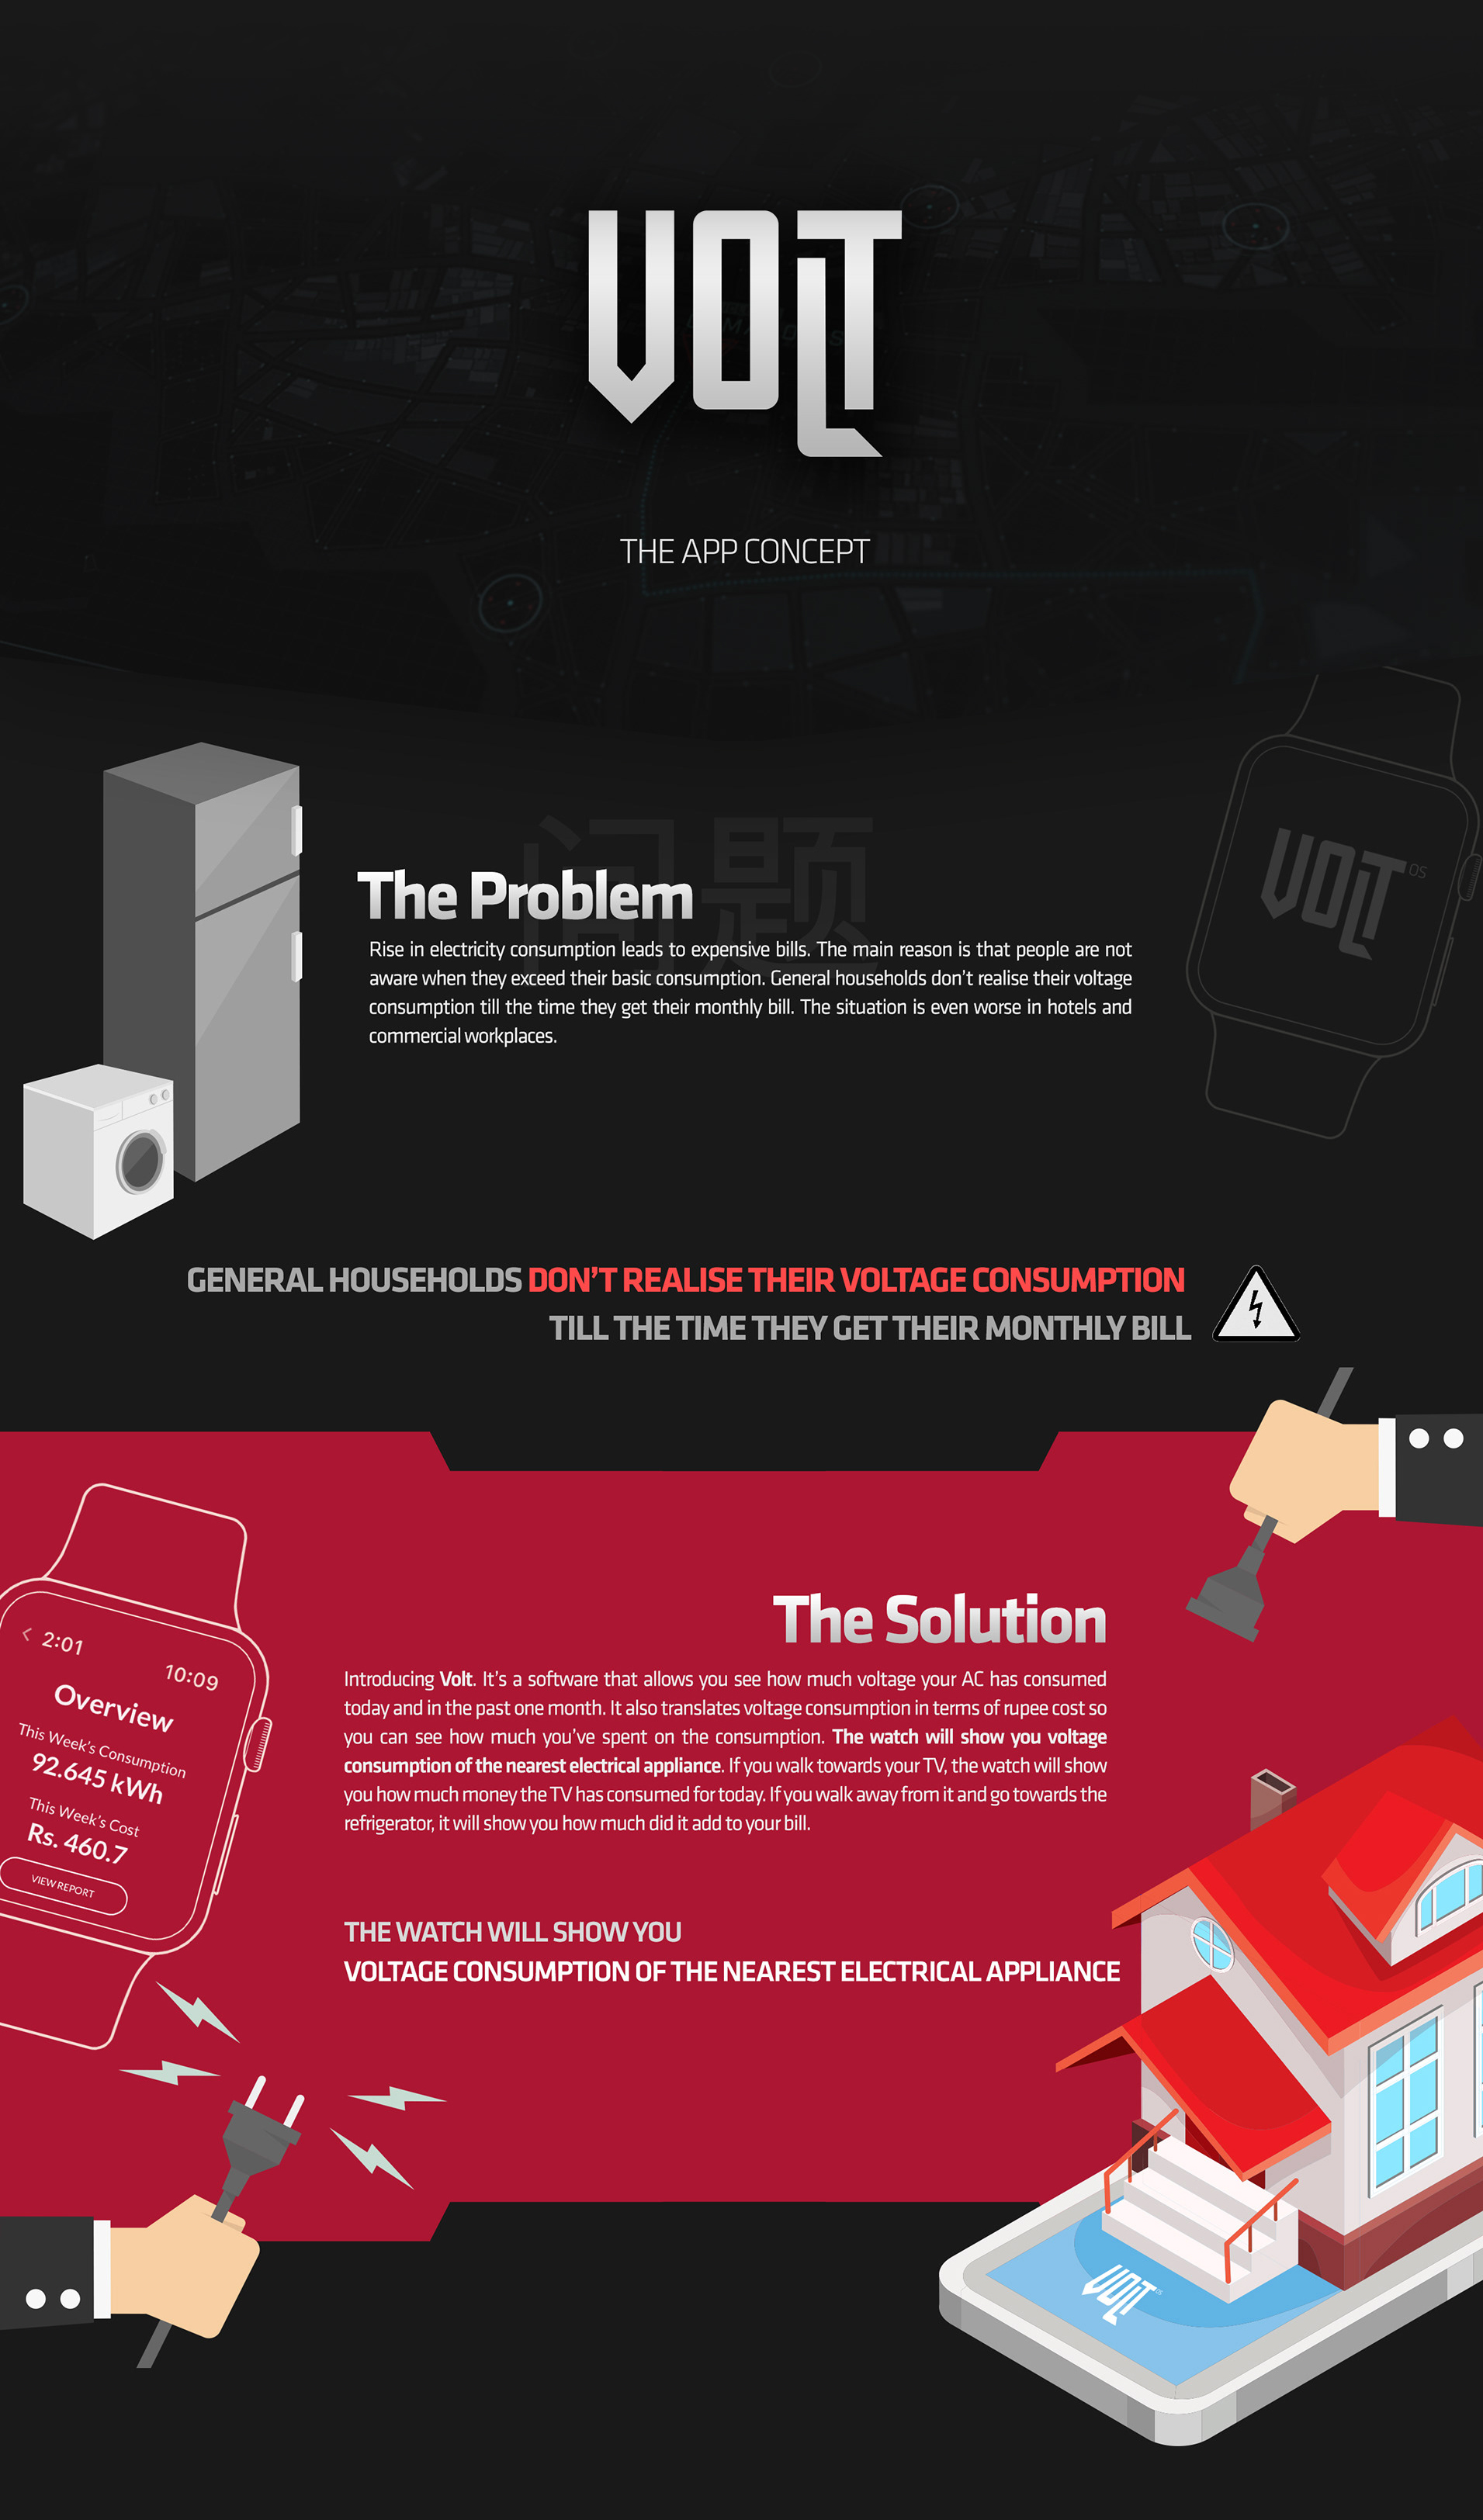 VOLT
THE APP CONCEPT
问题
The Problem
Rise in electricity consumption leads to expensive bills. The main reason is that people are not
aware when they exceed their basic consumption. General households don’t realise their voltage
consumption till the time they get their monthly bill. The situation is even worse in hotels and
commercial workplaces.
VOLT OS
GENERAL HOUSEHOLDS DON’T REALISE THEIR VOLTAGE CONSUMPTION
TILL THE TIME THEY GET THEIR MONTHLY BILL
< 2:01
10:09
Overview
This Week’s Consumption
92.645 kWh
This Week’s Cost
Rs. 460.7
VIEW REPORT
The Solution
Introducing Volt. It’s a software that allows you see how much voltage your AC has consumed
today and in the past one month. It also translates voltage consumption in terms of rupee cost so
you can see how much you’ve spent on the consumption. The watch will show you voltage
consumption of the nearest electrical appliance. If you walk towards your TV, the watch will show
you how much money the TV has consumed for today. If you walk away from it and go towards the
refrigerator, it will show you how much did it add to your bill.
THE WATCH WILL SHOW YOU
VOLTAGE CONSUMPTION OF THE NEAREST ELECTRICAL APPLIANCE
VOLT OS